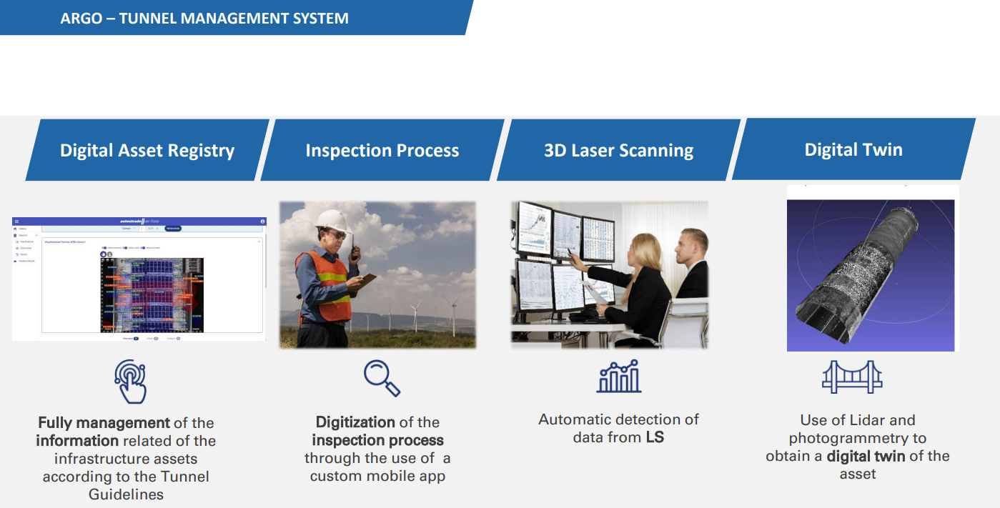 ARGO – TUNNEL MANAGEMENT SYSTEM
Digital Asset Registry
Inspection Process
3D Laser Scanning
Digital Twin
autostrade per l'italia
Fully management of the
information related of the
infrastructure assets
according to the Tunnel
Guidelines
Digitization of the
inspection process
through the use of a
custom mobile app
Automatic detection of
data from LS
Use of Lidar and
photogrammetry to
obtain a digital twin of the
asset